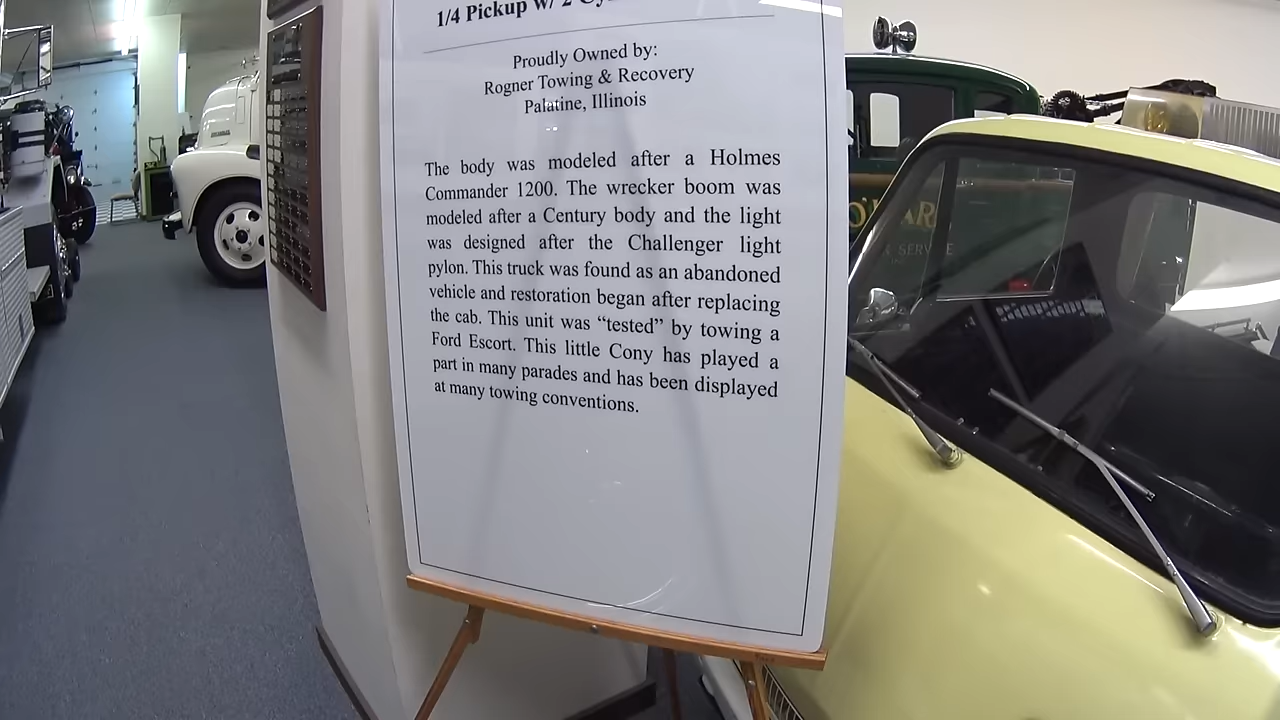 1/4 Pickup W/ 2
Proudly Owned by:
Rogner Towing & Recovery
Palatine, Illinois
The body was modeled after a Holmes
Commander 1200. The wrecker boom was
modeled after a Century body and the light
was designed after the Challenger light
pylon. This truck was found as an abandoned
vehicle and restoration began after replacing
the cab. This unit was “tested” by towing a
Ford Escort. This little Cony has played a
part in many parades and has been displayed
at many towing conventions.
SERVICE